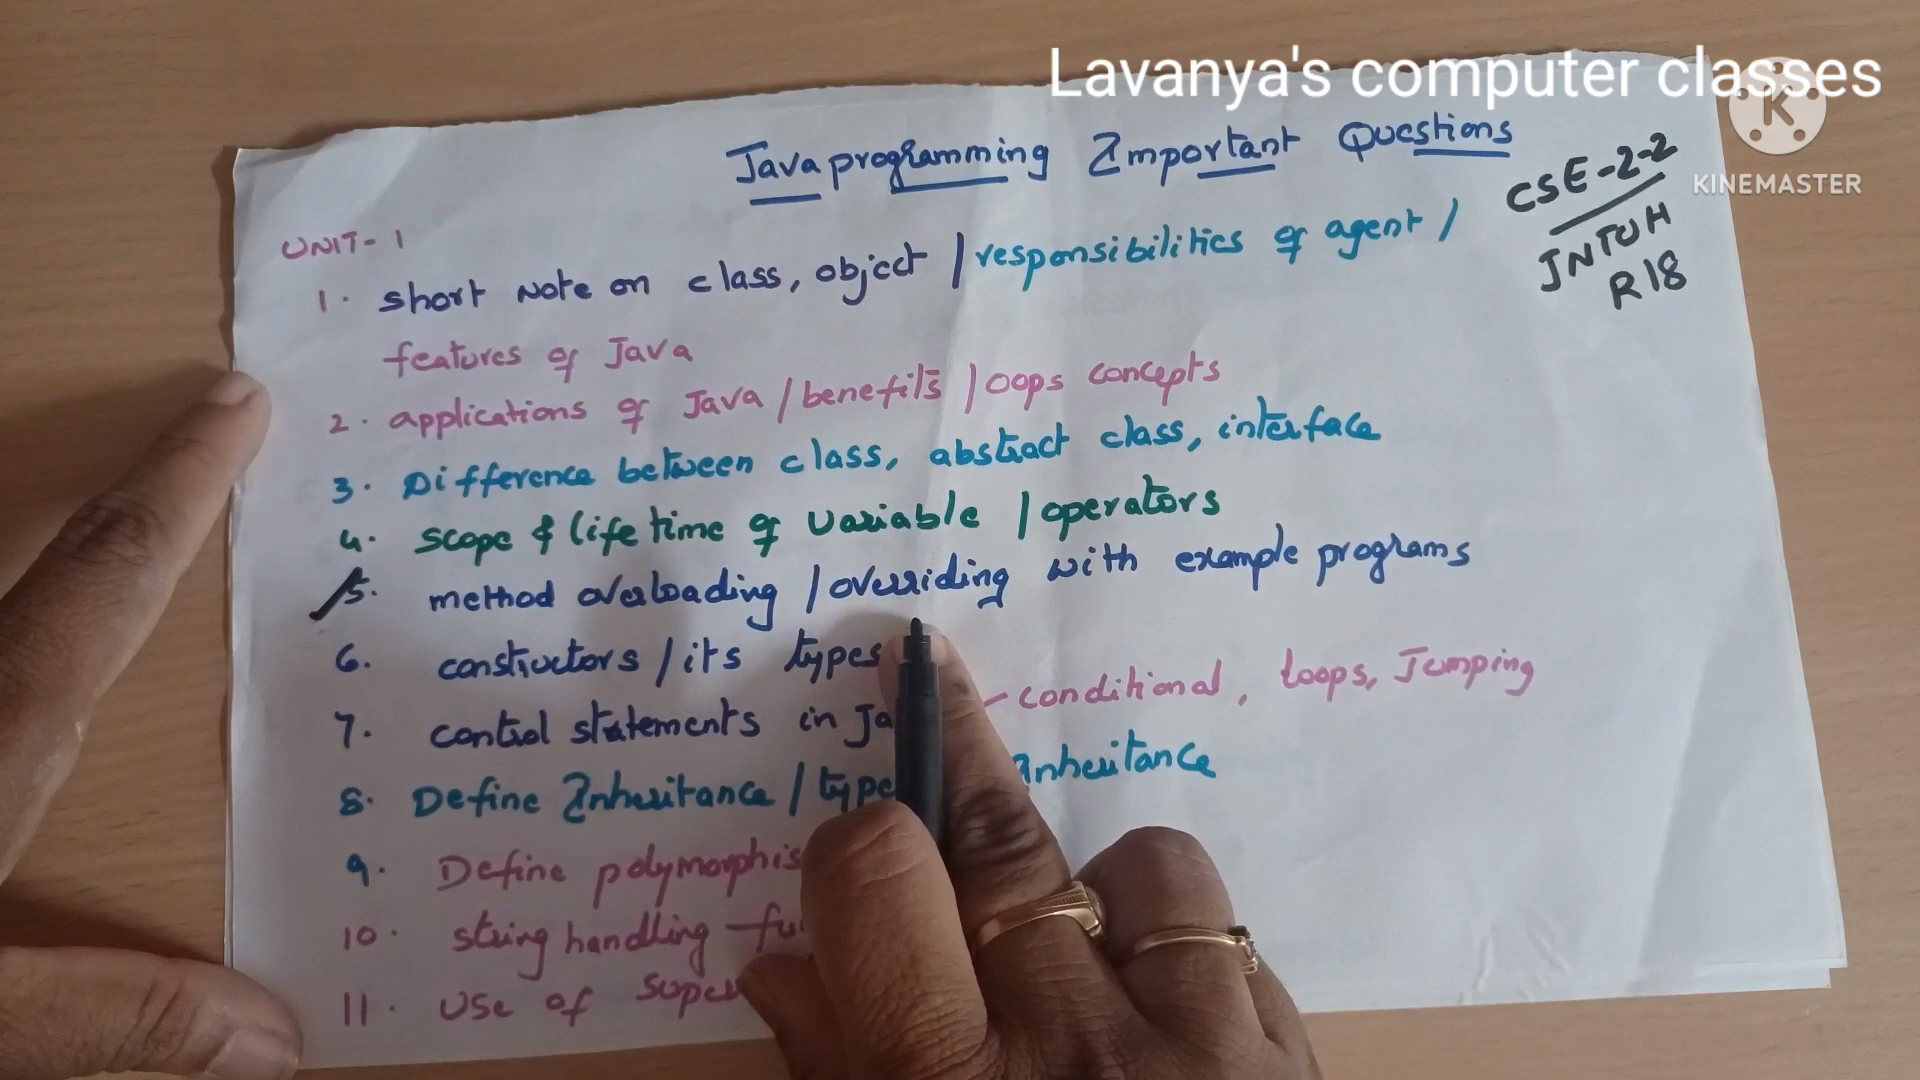 Lavanya's computer classes
KINEMASTER
Java programming Important Questions
CSE-2-2
JNTUH
R18
UNIT-1
1. short note on class, object / responsibilities of agent /
features of Java
2. applications of Java / benefits / oops concepts
3. Difference between class, abstract class, interface
4. scope & life time of variable / operators
5. method overloading / overriding with example programs
6. constructors / its types
7. control statements in Ja - conditional, loops, Jumping
8. Define Inheritance / type Inheritance
9. Define polymorphis
10. string handling - fu
11. Use of super